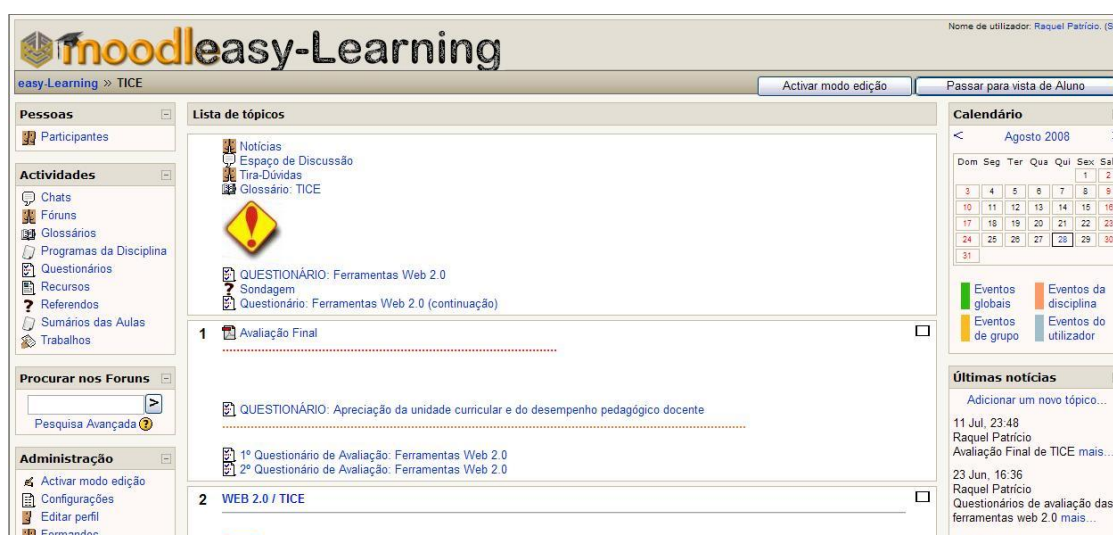 moodleasy-Learning
Nome de utilizador: Raquel Patrício. (S
easy-Learning » TICE
Activar modo edição
Passar para vista de Aluno
Pessoas
Participantes
Actividades
Chats
Fóruns
Glossários
Programas da Disciplina
Questionários
Recursos
Referendos
Sumários das Aulas
Trabalhos
Procurar nos Foruns
>
Pesquisa Avançada ?
Administração
Activar modo edição
Configurações
Editar perfil
Formandos
Lista de tópicos
Notícias
Espaço de Discussão
Tira-Dúvidas
Glossário: TICE
QUESTIONÁRIO: Ferramentas Web 2.0
? Sondagem
Questionário: Ferramentas Web 2.0 (continuação)
1 Avaliação Final
QUESTIONÁRIO: Apreciação da unidade curricular e do desempenho pedagógico docente
1º Questionário de Avaliação: Ferramentas Web 2.0
2º Questionário de Avaliação: Ferramentas Web 2.0
2 WEB 2.0 / TICE
Calendário
< Agosto 2008
Dom Seg Ter Qua Qui Sex Sab
1 2
3 4 5 6 7 8 9
10 11 12 13 14 15 16
17 18 19 20 21 22 23
24 25 26 27 28 29 30
31
Eventos globais
Eventos da disciplina
Eventos de grupo
Eventos do utilizador
Últimas notícias
Adicionar um novo tópico...
11 Jul, 23:48
Raquel Patrício
Avaliação Final de TICE mais...
23 Jun, 16:36
Raquel Patrício
Questionários de avaliação das
ferramentas web 2.0 mais...